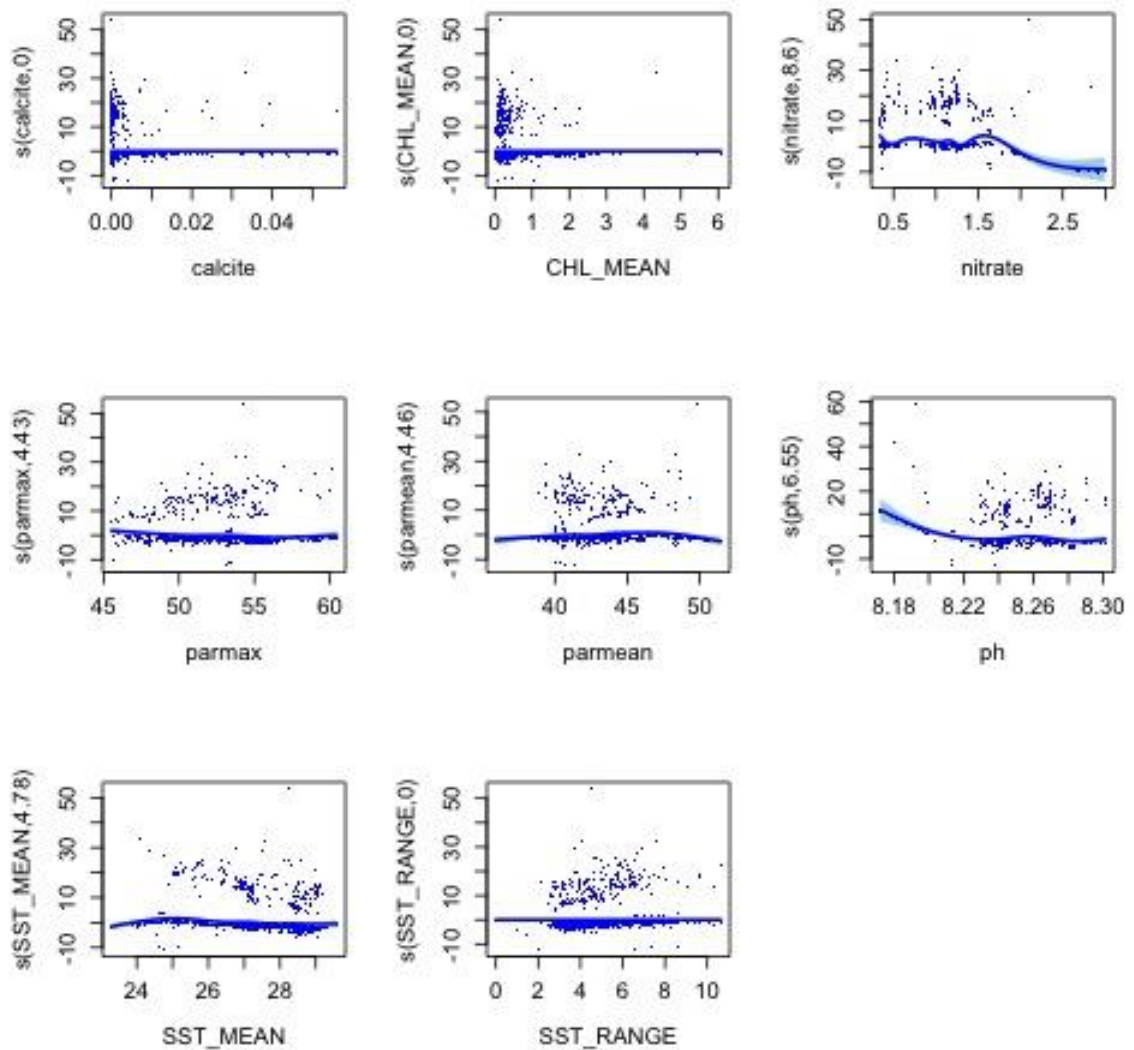 s(calcite,0)
50
30
10
-10
0.00 0.02 0.04
calcite
s(CHL_MEAN,0)
50
30
10
-10
0 1 2 3 4 5 6
CHL_MEAN
s(nitrate,8.6)
50
30
10
-10
0.5 1.5 2.5
nitrate
s(parmax,4.43)
50
30
10
-10
45 50 55 60
parmax
s(parmean,4.46)
50
30
10
-10
40 45 50
parmean
s(ph,6.55)
60
40
20
-10
8.18 8.22 8.26 8.30
ph
s(SST_MEAN,4.78)
50
30
10
-10
24 26 28
SST_MEAN
s(SST_RANGE,0)
50
30
10
-10
0 2 4 6 8 10
SST_RANGE